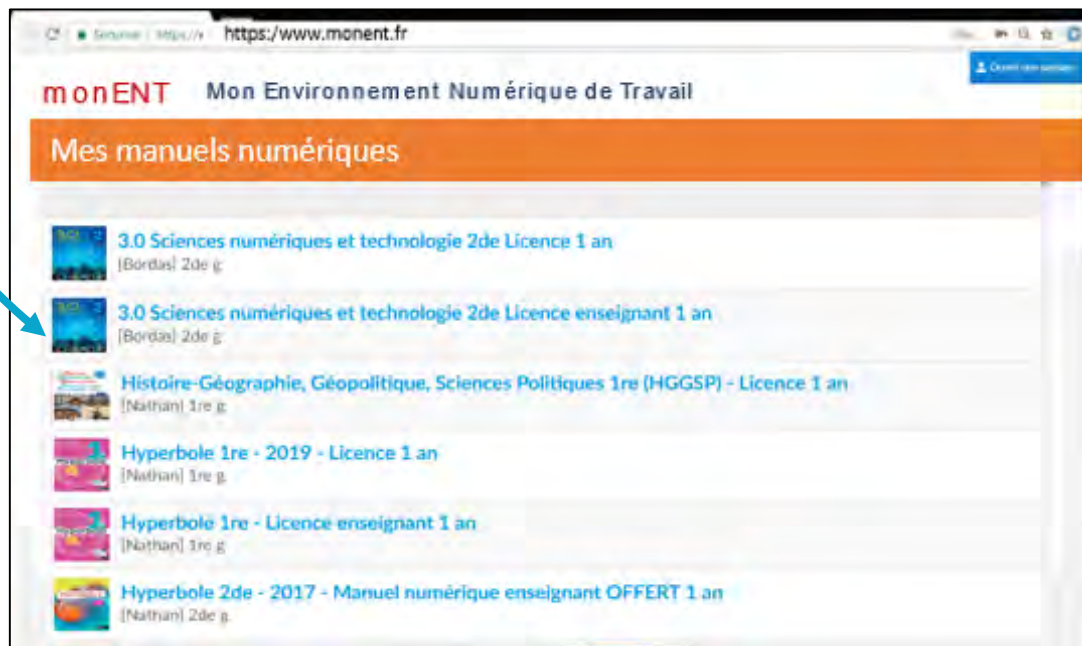 https:/www.monent.fr
monENT Mon Environnement Numérique de Travail
Mes manuels numériques
3.0 Sciences numériques et technologie 2de Licence 1 an
[Bordas] 2de g
3.0 Sciences numériques et technologie 2de Licence enseignant 1 an
[Bordas] 2de g
Histoire-Géographie, Géopolitique, Sciences Politiques 1re (HGGSP) - Licence 1 an
[Nathan] 1re g
Hyperbole 1re - 2019 - Licence 1 an
[Nathan] 1re g
Hyperbole 1re - Licence enseignant 1 an
[Nathan] 1re g
Hyperbole 2de - 2017 - Manuel numérique enseignant OFFERT 1 an
[Nathan] 2de g